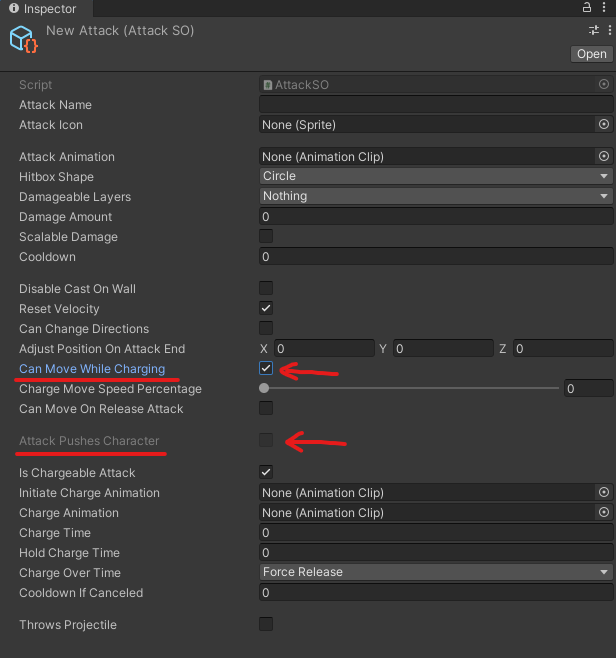 Inspector
New Attack (Attack SO)
Open
Script AttackSO
Attack Name
Attack Icon None (Sprite)
Attack Animation None (Animation Clip)
Hitbox Shape Circle
Damageable Layers Nothing
Damage Amount 0
Scalable Damage
Cooldown 0
Disable Cast On Wall
Reset Velocity
Can Change Directions
Adjust Position On Attack End X 0 Y 0 Z 0
Can Move While Charging
Charge Move Speed Percentage 0
Can Move On Release Attack
Attack Pushes Character
Is Chargeable Attack
Initiate Charge Animation None (Animation Clip)
Charge Animation None (Animation Clip)
Charge Time 0
Hold Charge Time 0
Charge Over Time Force Release
Cooldown If Canceled 0
Throws Projectile